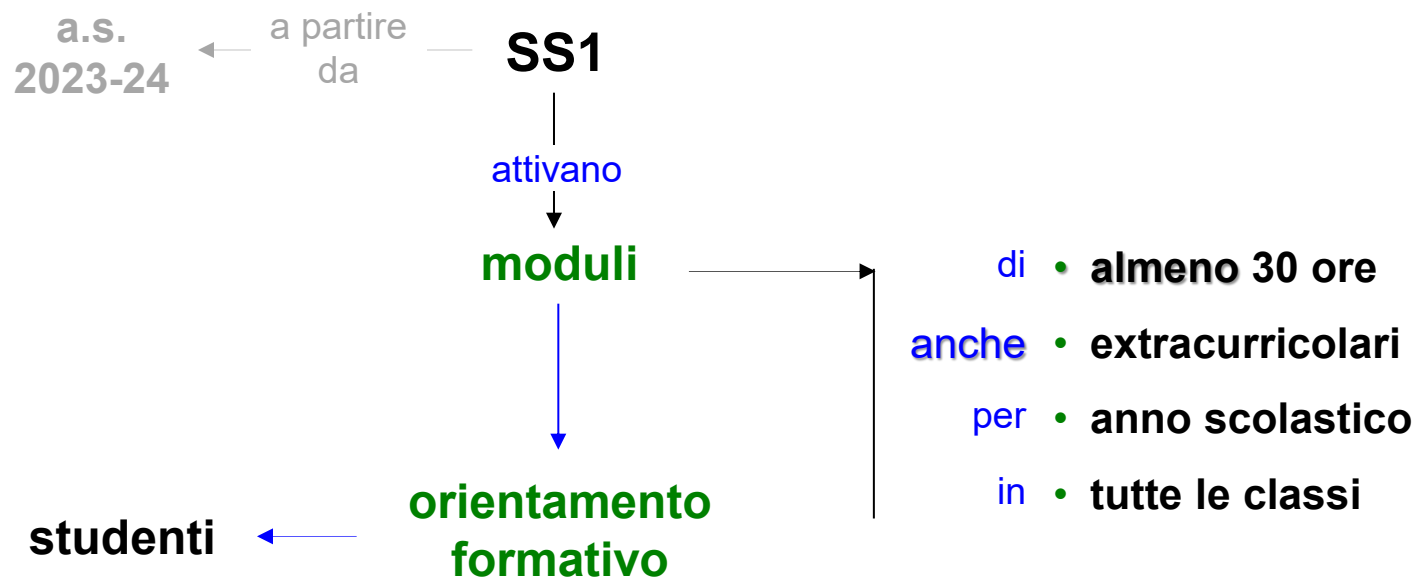 a.s.
2023-24
a partire
da
SS1
attivano
moduli
di • almeno 30 ore
anche • extracurricolari
per • anno scolastico
in • tutte le classi
orientamento
formativo
studenti